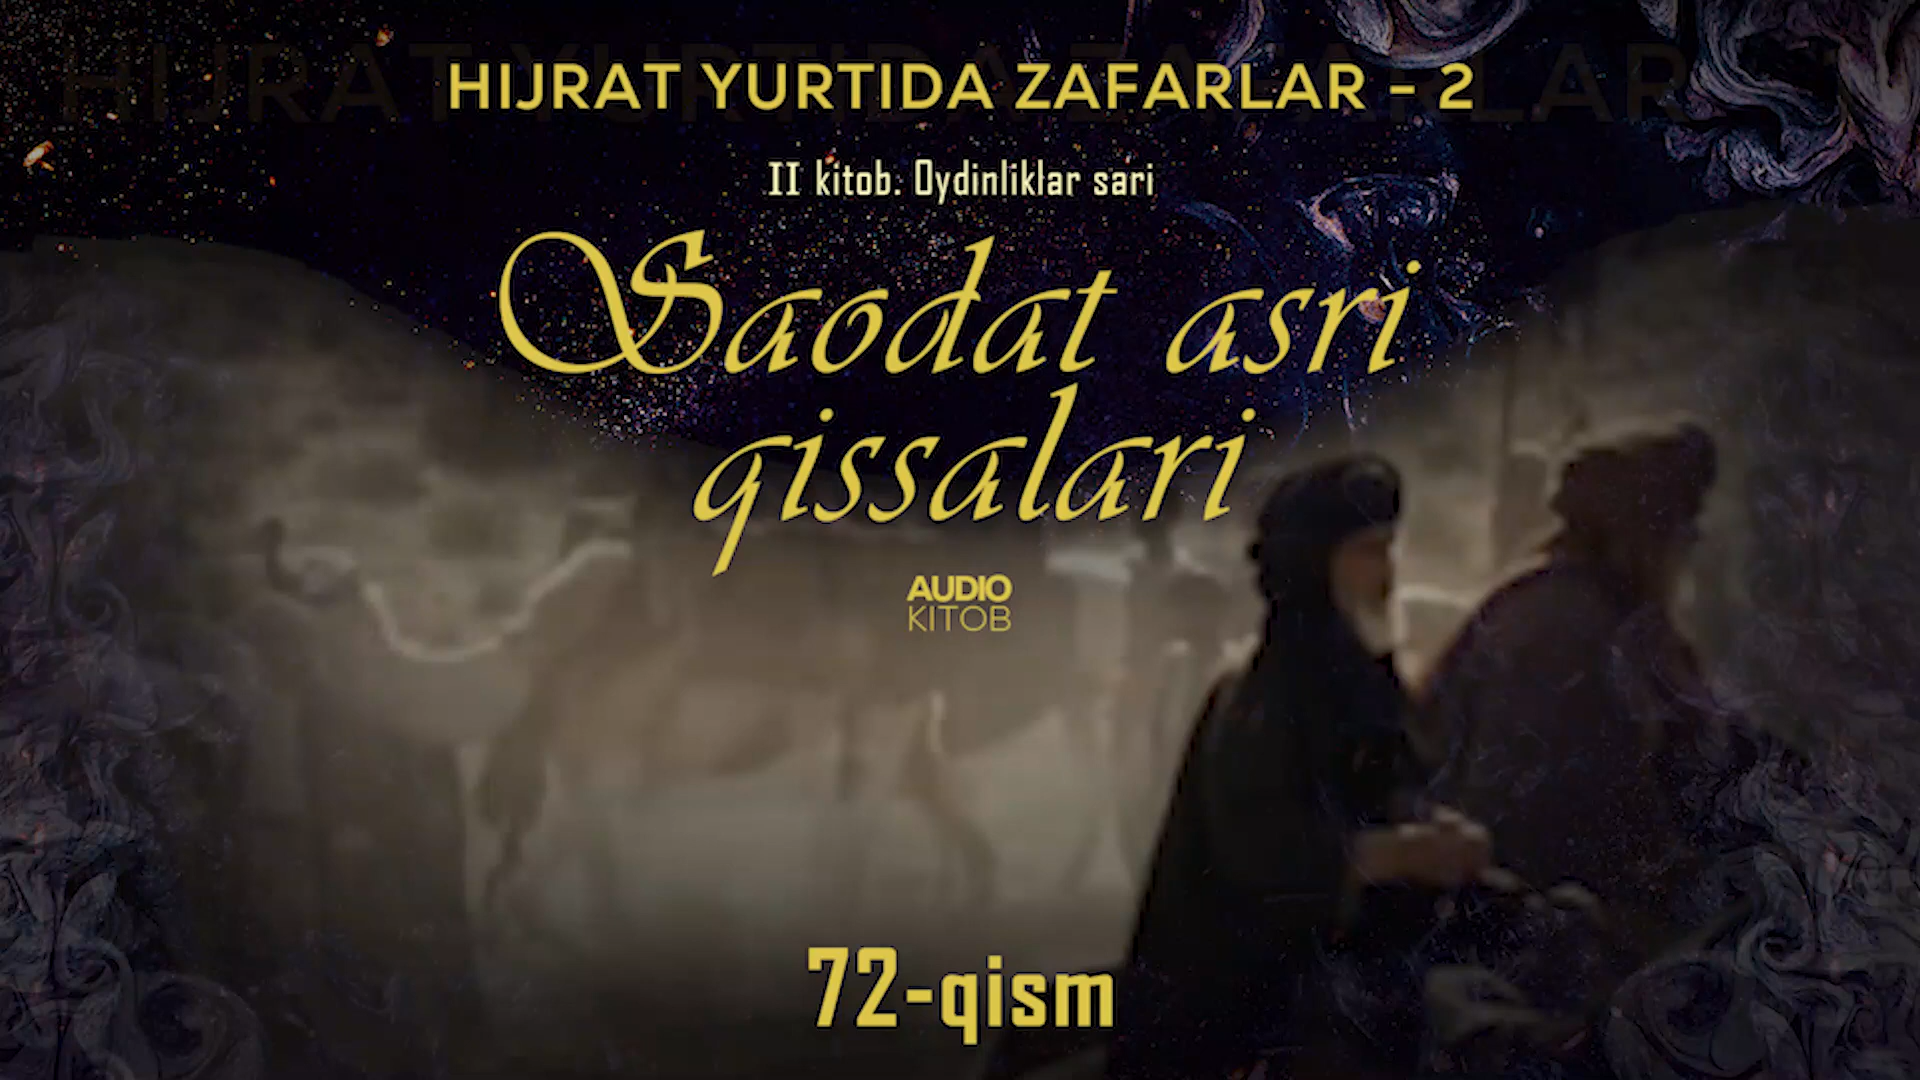 HIJRAT YURTIDA ZAFARLAR - 2
II kitob. Oydinliklar sari
Saodat asri
qissalari
AUDIO
KITOB
72-qism